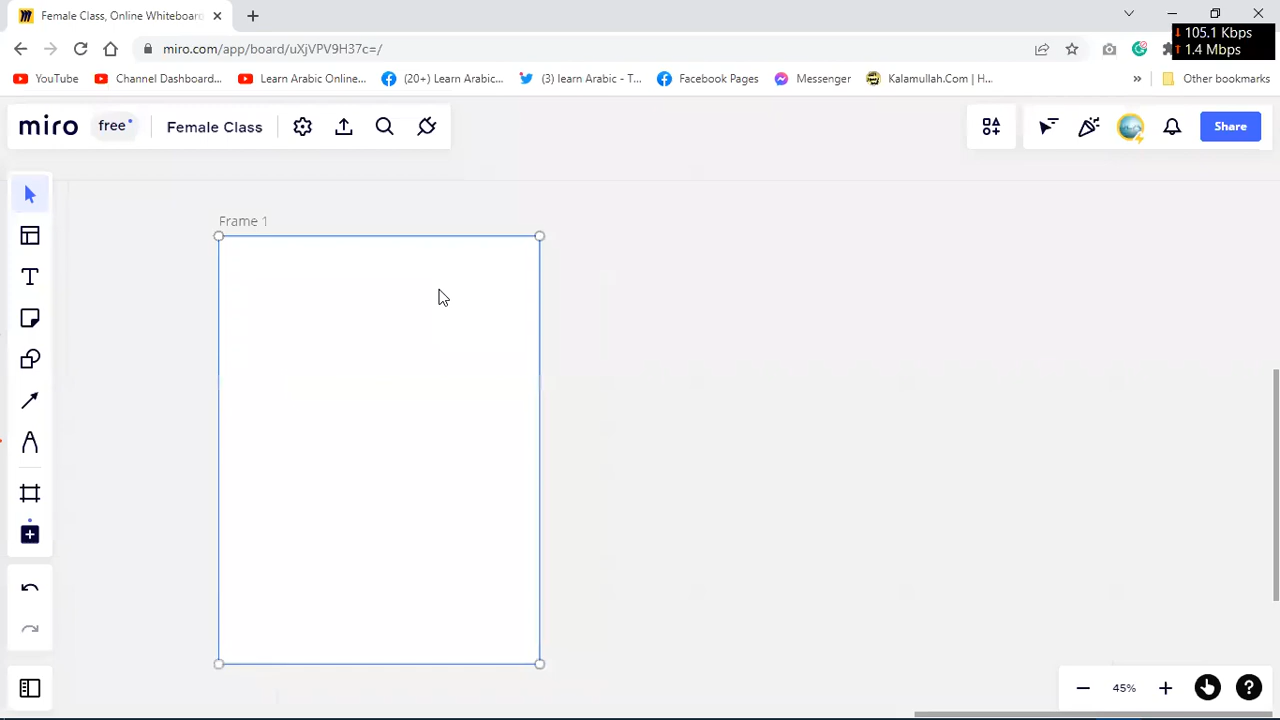 Female Class, Online Whiteboard
105.1 Kbps
1.4 Mbps
miro.com/app/board/uXjVPV9H37c=/
YouTube
Channel Dashboard...
Learn Arabic Online...
(20+) Learn Arabic...
(3) learn Arabic - T...
Facebook Pages
Messenger
Kalamullah.Com | H...
»
Other bookmarks
miro
free
Female Class
Share
Frame 1
45%